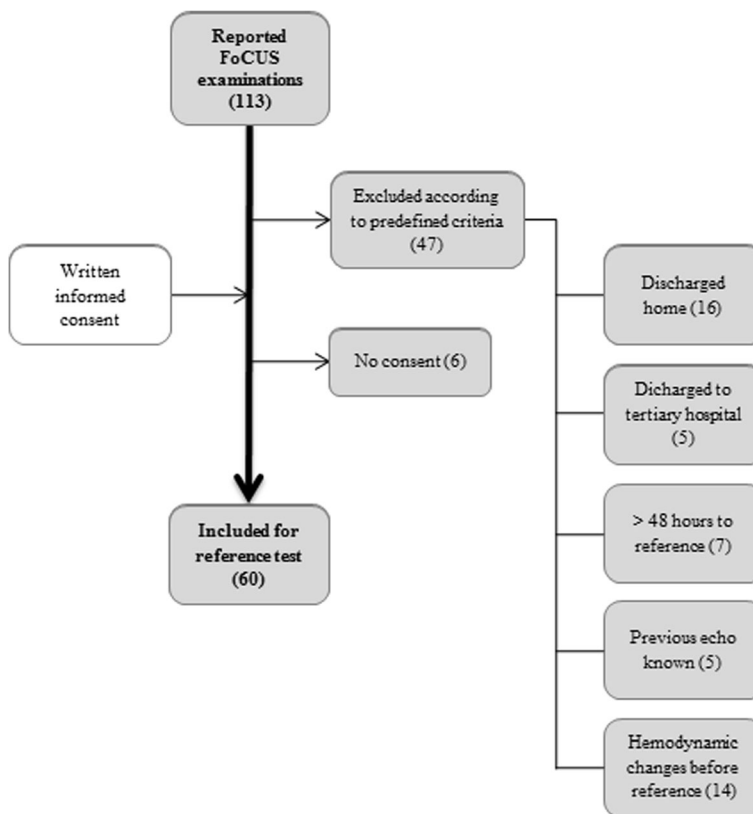 Reported
FoCUS
examinations
(113)
Excluded according
to predefined criteria
(47)
Written
informed
consent
No consent (6)
Included for
reference test
(60)
Discharged
home (16)
Dicharged to
tertiary hospital
(5)
> 48 hours to
reference (7)
Previous echo
known (5)
Hemodynamic
changes before
reference (14)